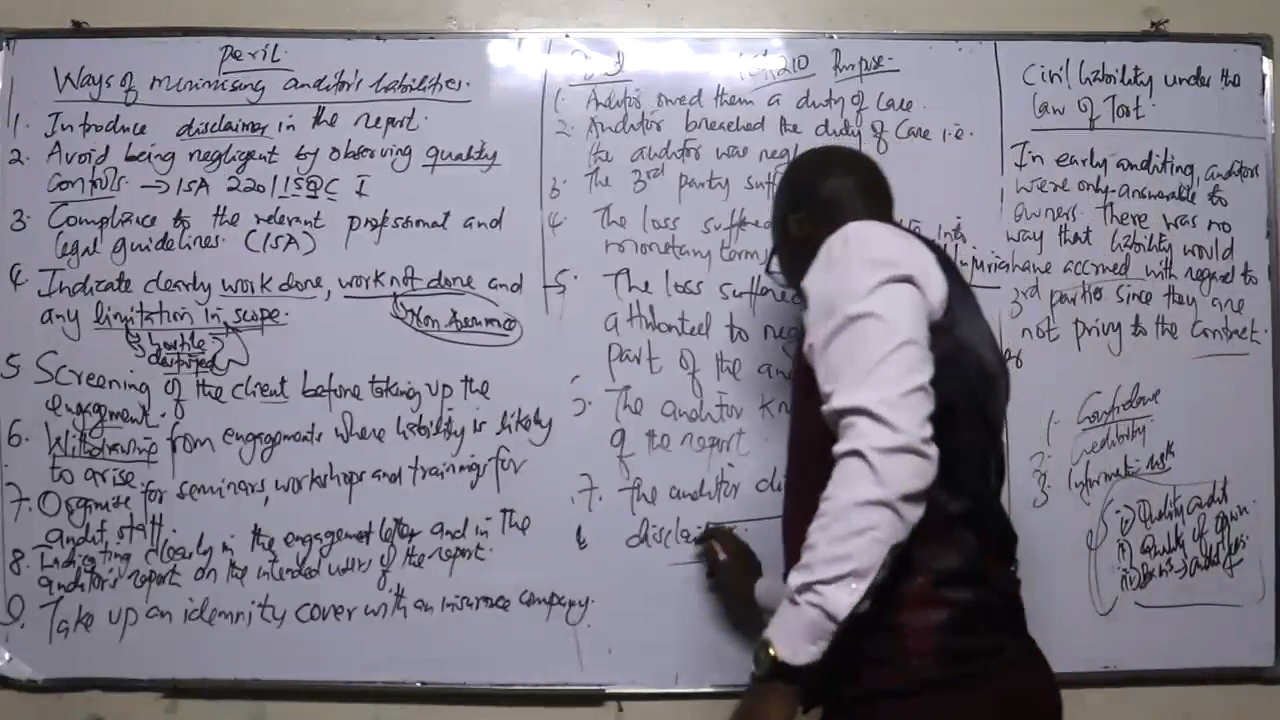 Peril.
Ways of minimising auditor's liabilities.
1. Introduce disclaimer in the report.
2. Avoid being negligent by observing quality
controls. → ISA 220 / ISQC I
3. Compliance to the relevant professional and
legal guidelines. (ISA)
4. Indicate clearly work done, work not done and
any limitation in scope.
hostile
5 Screening of the client before taking up the
engagement.
6. Withdrawing from engagements where liability is likely
to arise.
7. Organise for seminars, workshops and trainings for
audit staff.
8. Indicating clearly in the engagement letter and in the
auditor's report on the intended users of the report.
9. Take up an idemnity cover with an insurance company.
210 Purpose.
1. Auditor owed them a duty of care.
2. Auditor breached the duty of care i.e.
the auditor was negl
3. The 3rd party suff
4. The loss suffered
monetary terms
into
Injuria
5. The loss suffered
attributed to neg
part of the au
The auditor kn
of the report
7. The auditor di
disclai
Civil liability under the
law of Tort.
In early auditing, auditors
were only answerable to
owners. There was no
way that liability would
have accrued with regard to
3rd parties since they are
not privy to the contract.
1. Confidence
2. Credibility
3. Information risk
i) Quality audit
ii) Quality of